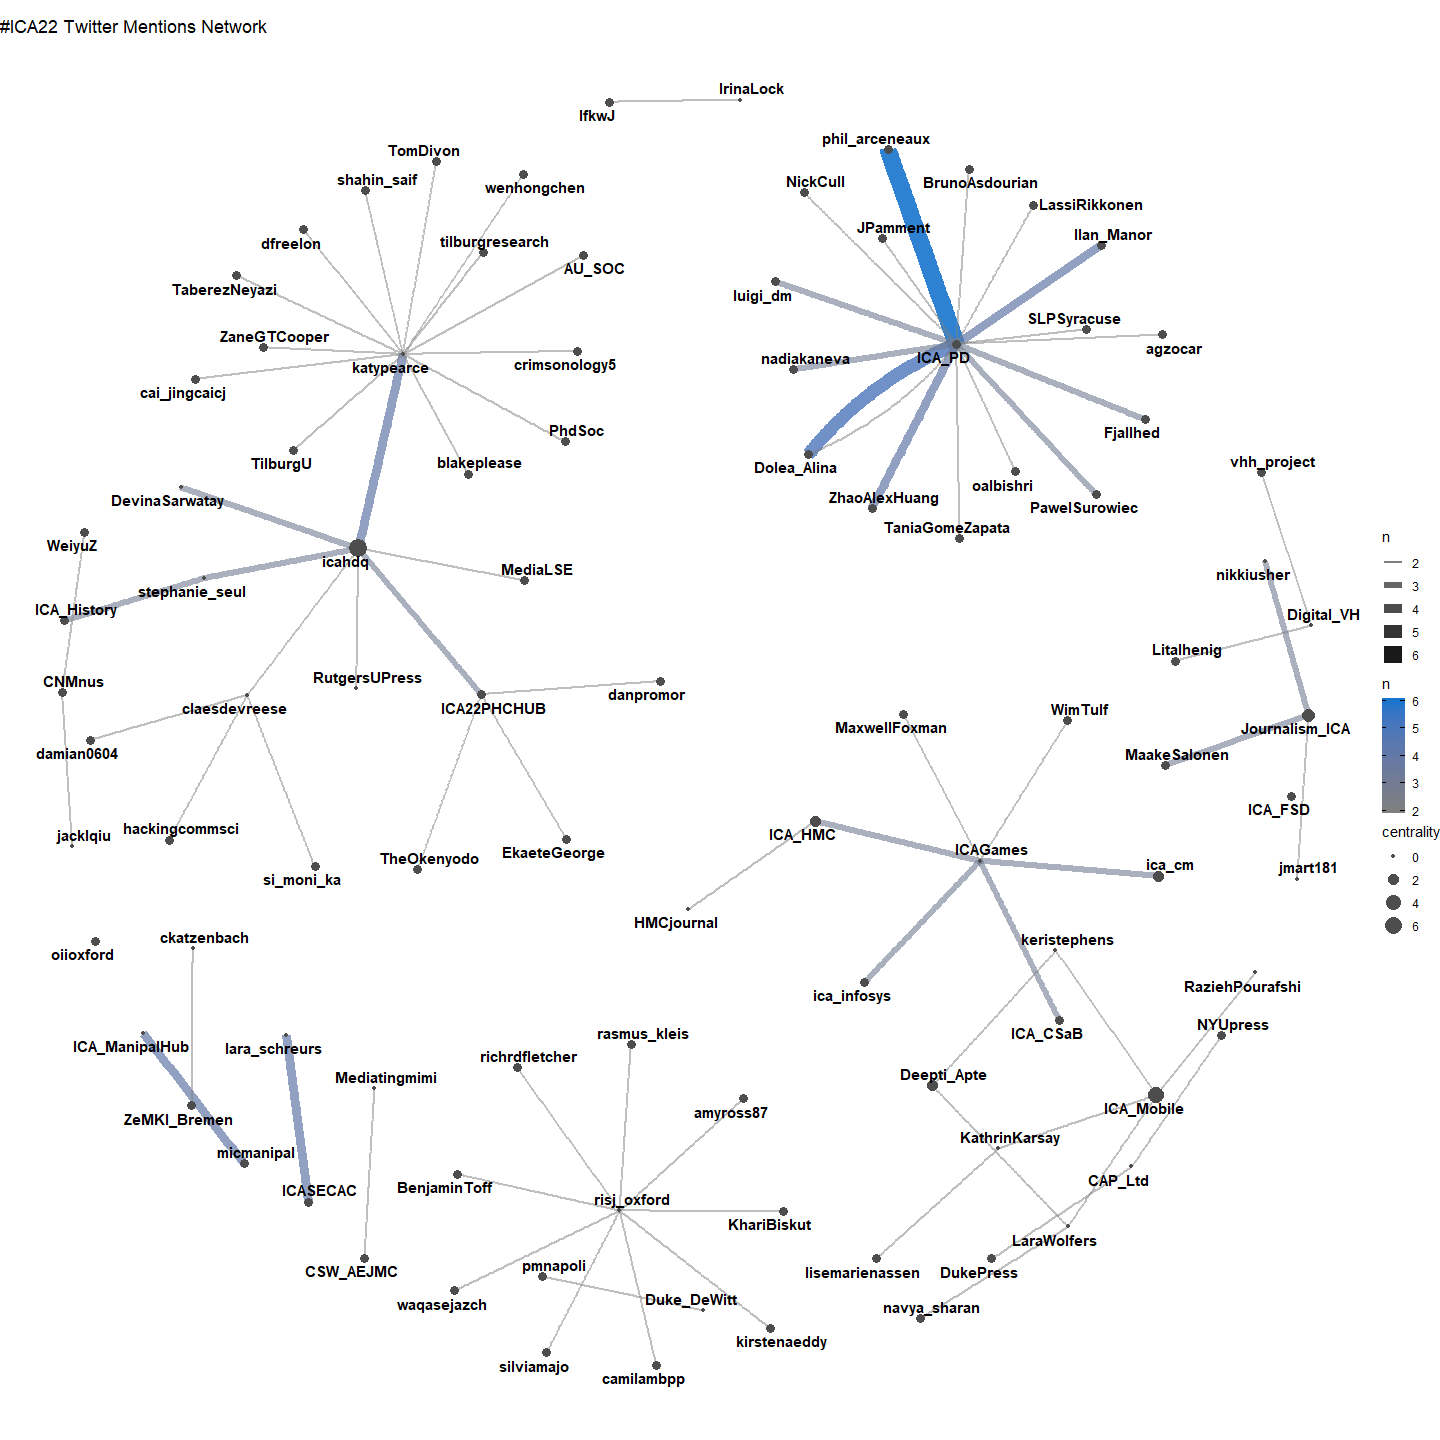 #ICA22 Twitter Mentions Network
IrinaLock
IfkwJ
phil_arceneaux
TomDivon
shahin_saif
wenhongchen
NickCull
BrunoAsdourian
LassiRikkonen
JPamment
Ilan_Manor
dfreelon
tilburgresearch
AU_SOC
TaberezNeyazi
luigi_dm
SLPSyracuse
ZaneGTCooper
agzocar
nadiakaneva
ICA_PD
katypearce
crimsonology5
cai_jingcaicj
PhdSoc
Fjallhed
TilburgU
blakeplease
Dolea_Alina
vhh_project
oalbishri
DevinaSarwatay
ZhaoAlexHuang
PawelSurowiec
TaniaGomeZapata
WeiyuZ
icahdq
MediaLSE
nikkiusher
stephanie_seul
ICA_History
Digital_VH
Litalhenig
RutgersUPress
CNMnus
danpromor
claesdevreese
ICA22PHCHUB
WimTulf
MaxwellFoxman
Journalism_ICA
damian0604
MaakeSalonen
ICA_FSD
hackingcommsci
jacklqiu
ICA_HMC
ICAGames
TheOkenyodo
EkaeteGeorge
ica_cm
jmart181
si_moni_ka
HMCjournal
ckatzenbach
oiioxford
keristephens
RaziehPourafshi
ica_infosys
NYUpress
ICA_CSaB
rasmus_kleis
ICA_ManipalHub
lara_schreurs
richrdfletcher
Mediatingmimi
Deepti_Apte
amyross87
ICA_Mobile
ZeMKI_Bremen
KathrinKarsay
micmanipal
CAP_Ltd
BenjaminToff
ICASECAC
risj_oxford
KhariBiskut
LaraWolfers
CSW_AEJMC
pmnapoli
lisemarienassen
DukePress
waqasejazch
Duke_DeWitt
navya_sharan
kirstenaeddy
silviamajo
camilambpp
n
2
3
4
5
6
n
6
5
4
3
2
centrality
0
2
4
6